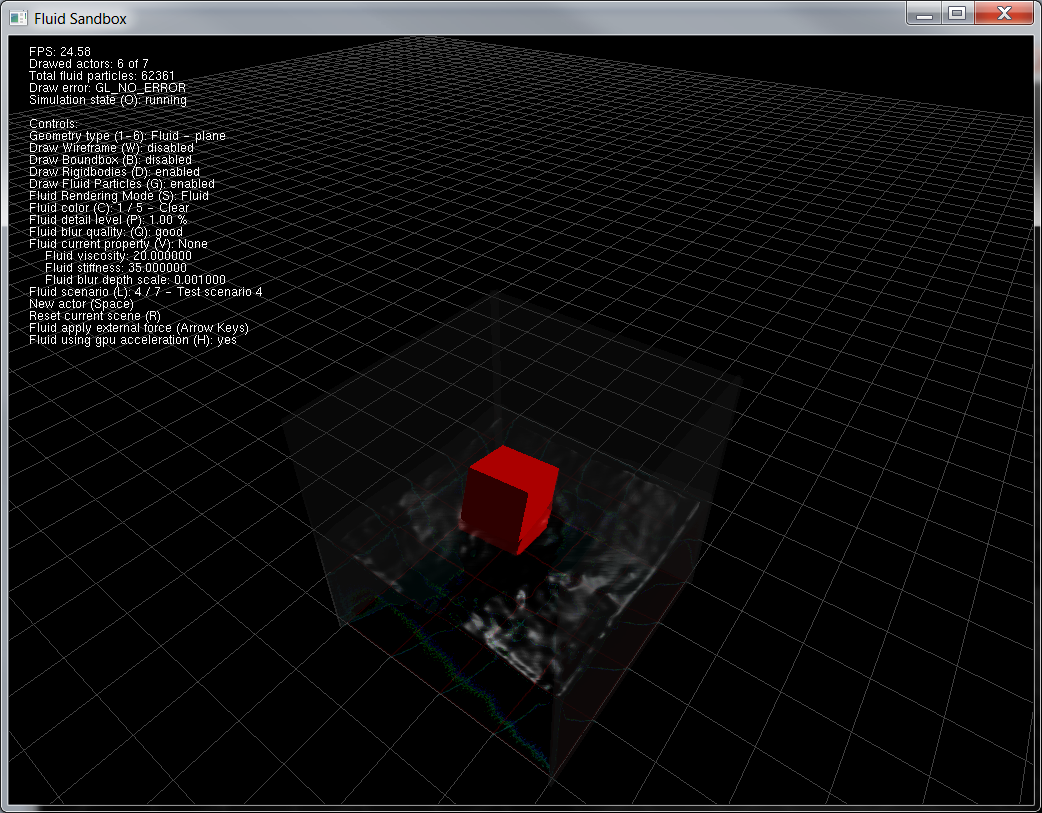 Fluid Sandbox
FPS: 24.58
Drawed actors: 6 of 7
Total fluid particles: 62361
Draw error: GL_NO_ERROR
Simulation state (O): running
Controls:
Geometry type (1-6): Fluid - plane
Draw Wireframe (W): disabled
Draw Boundbox (B): disabled
Draw Rigidbodies (D): enabled
Draw Fluid Particles (G): enabled
Fluid Rendering Mode (S): Fluid
Fluid color (C): 1 / 5 - Clear
Fluid detail level (P): 1.00 %
Fluid blur quality: (Q): good
Fluid current property (V): None
Fluid viscosity: 20.000000
Fluid stiffness: 35.000000
Fluid blur depth scale: 0.001000
Fluid scenario (L): 4 / 7 - Test scenario 4
New actor (Space)
Reset current scene (R)
Fluid apply external force (Arrow Keys)
Fluid using gpu acceleration (H): yes